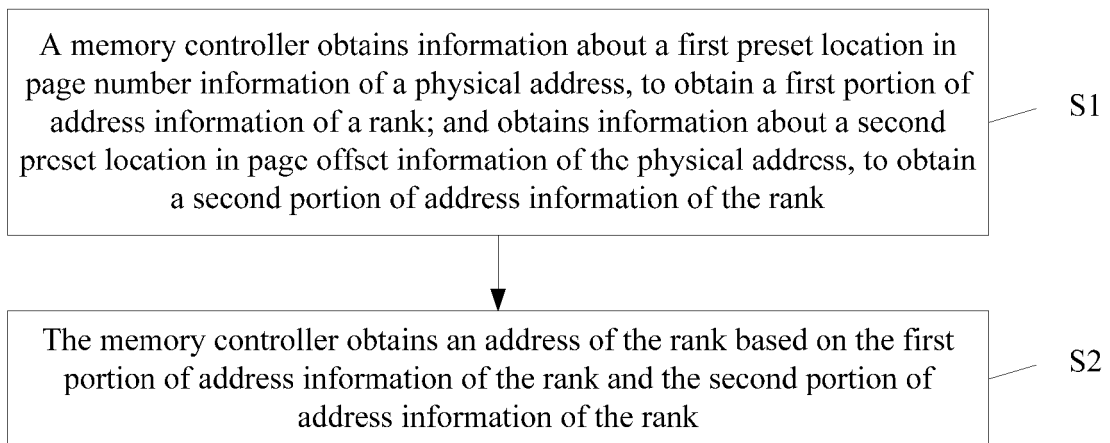 A memory controller obtains information about a first preset location in
page number information of a physical address, to obtain a first portion of
address information of a rank; and obtains information about a second
preset location in page offset information of the physical address, to obtain
a second portion of address information of the rank
S1
The memory controller obtains an address of the rank based on the first
portion of address information of the rank and the second portion of
address information of the rank
S2